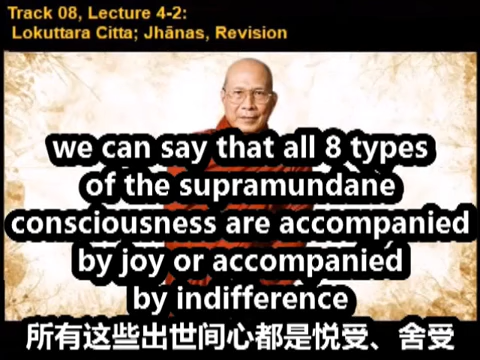 Track 08, Lecture 4-2:
Lokuttara Citta; Jhānas, Revision
we can say that all 8 types
of the supramundane
consciousness are accompanied
by joy or accompanied
by indifference
所有这些出世间心都是悦受、舍受